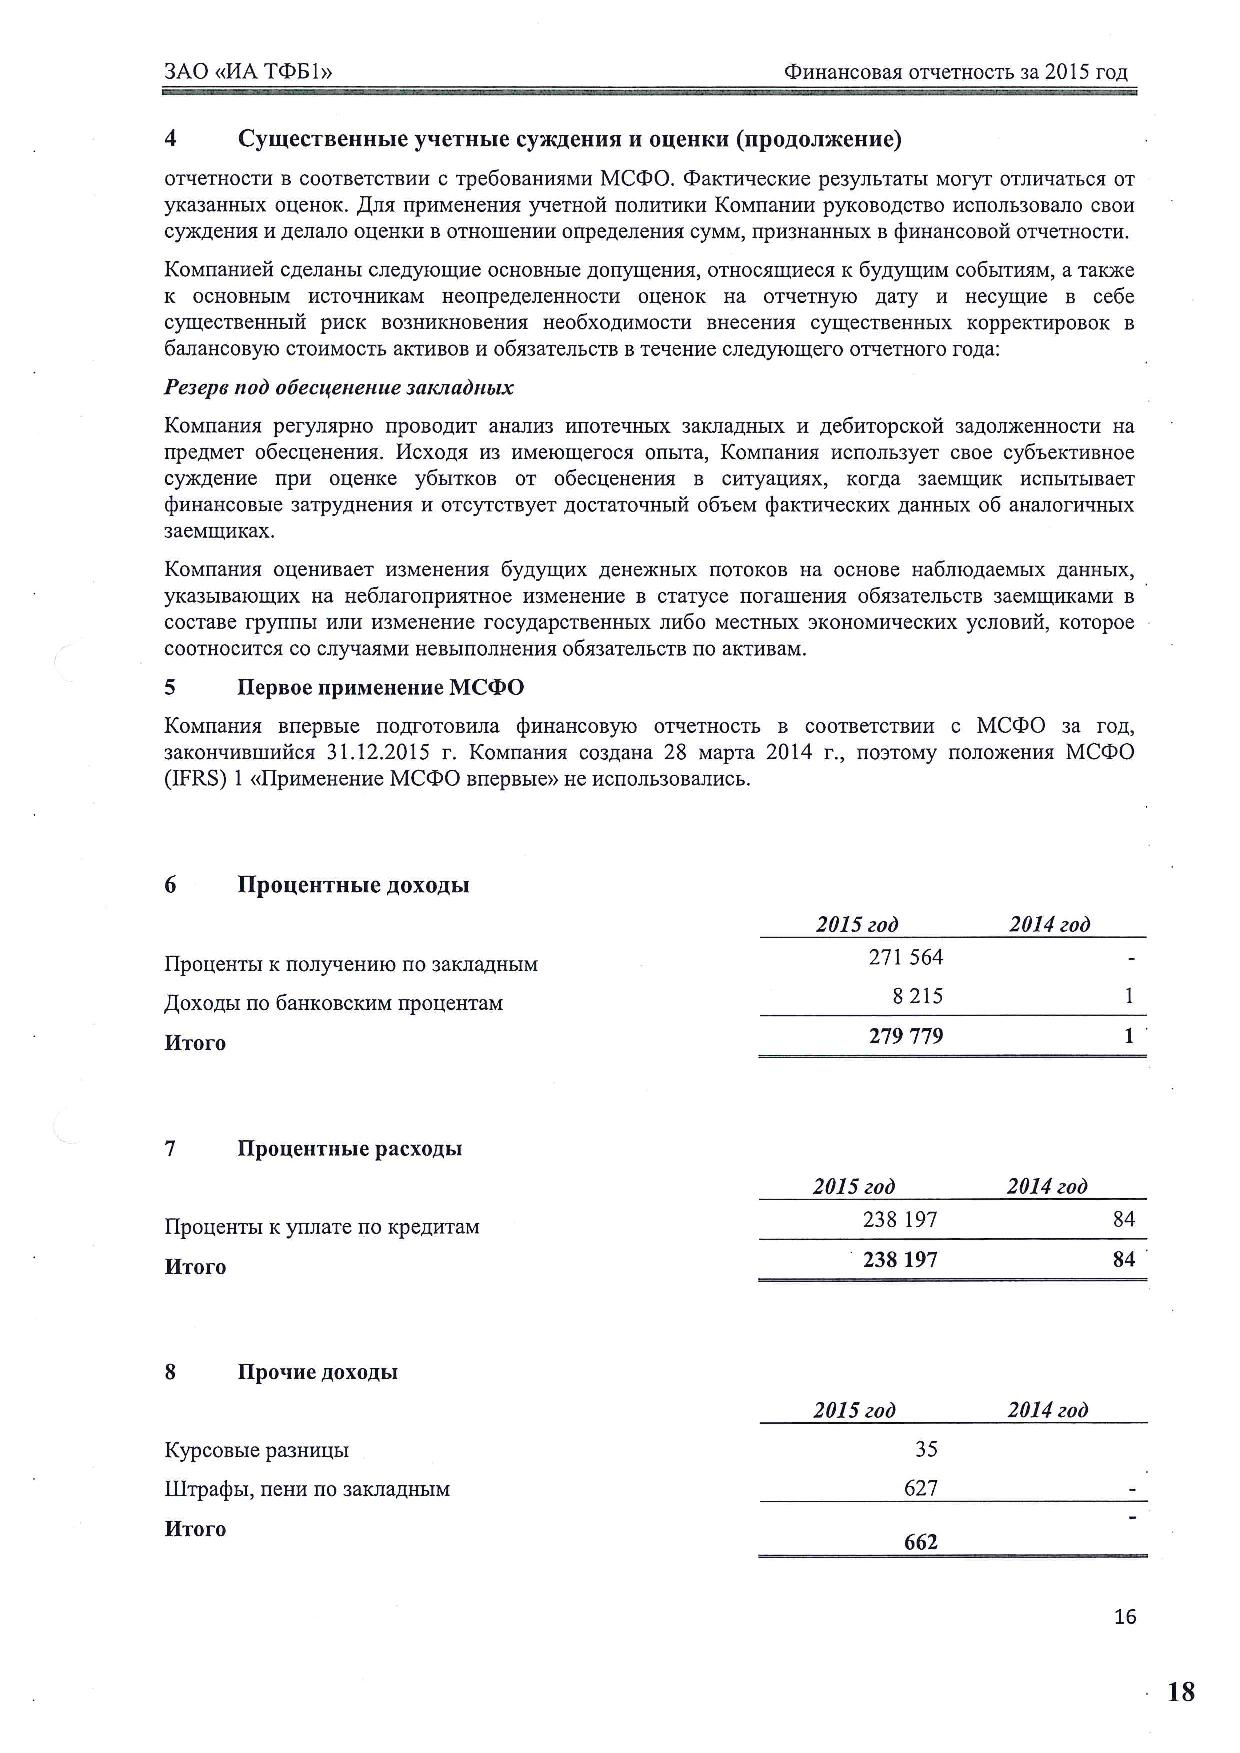 ЗАО «ИА ТФБ1» Финансовая отчетность за 2015 год
4 Существенные учетные суждения и оценки (продолжение)
отчетности в соответствии с требованиями МСФО. Фактические результаты могут отличаться от
указанных оценок. Для применения учетной политики Компании руководство использовало свои
суждения и делало оценки в отношении определения сумм, признанных в финансовой отчетности.
Компанией сделаны следующие основные допущения, относящиеся к будущим событиям, а также
к основным источникам неопределенности оценок на отчетную дату и несущие в себе
существенный риск возникновения необходимости внесения существенных корректировок в
балансовую стоимость активов и обязательств в течение следующего отчетного года:
Резерв под обесценение закладных
Компания регулярно проводит анализ ипотечных закладных и дебиторской задолженности на
предмет обесценения. Исходя из имеющегося опыта, Компания использует свое субъективное
суждение при оценке убытков от обесценения в ситуациях, когда заемщик испытывает
финансовые затруднения и отсутствует достаточный объем фактических данных об аналогичных
заемщиках.
Компания оценивает изменения будущих денежных потоков на основе наблюдаемых данных,
указывающих на неблагоприятное изменение в статусе погашения обязательств заемщиками в
составе группы или изменение государственных либо местных экономических условий, которое
соотносится со случаями невыполнения обязательств по активам.
5 Первое применение МСФО
Компания впервые подготовила финансовую отчетность в соответствии с МСФО за год,
закончившийся 31.12.2015 г. Компания создана 28 марта 2014 г., поэтому положения МСФО
(IFRS) 1 «Применение МСФО впервые» не использовались.
6 Процентные доходы
2015 год 2014 год
Проценты к получению по закладным 271 564 -
Доходы по банковским процентам 8 215 1
Итого 279 779 1
7 Процентные расходы
2015 год 2014 год
Проценты к уплате по кредитам 238 197 84
Итого 238 197 84
8 Прочие доходы
2015 год 2014 год
Курсовые разницы 35
Штрафы, пени по закладным 627 -
Итого 662 -
16
18